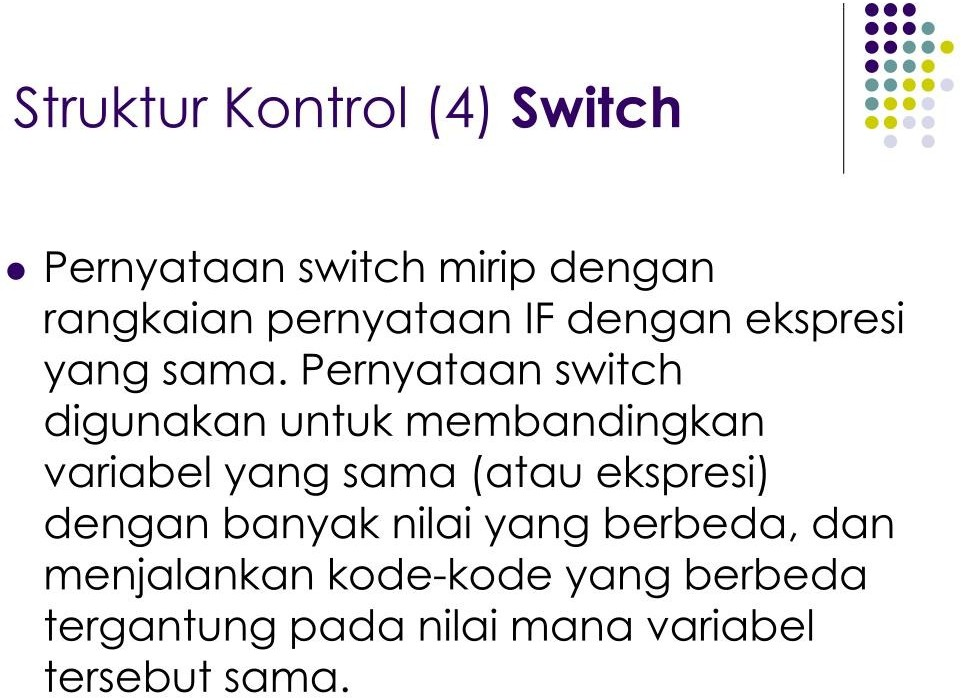 Struktur Kontrol (4) Switch
Pernyataan switch mirip dengan
rangkaian pernyataan IF dengan ekspresi
yang sama. Pernyataan switch
digunakan untuk membandingkan
variabel yang sama (atau ekspresi)
dengan banyak nilai yang berbeda, dan
menjalankan kode-kode yang berbeda
tergantung pada nilai mana variabel
tersebut sama.